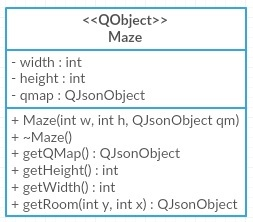 <<QObject>>
Maze
- width : int
- height : int
- qmap : QJsonObject
+ Maze(int w, int h, QJsonObject qm)
+ ~Maze()
+ getQMap() : QJsonObject
+ getHeight() : int
+ getWidth() : int
+ getRoom(int y, int x) : QJsonObject